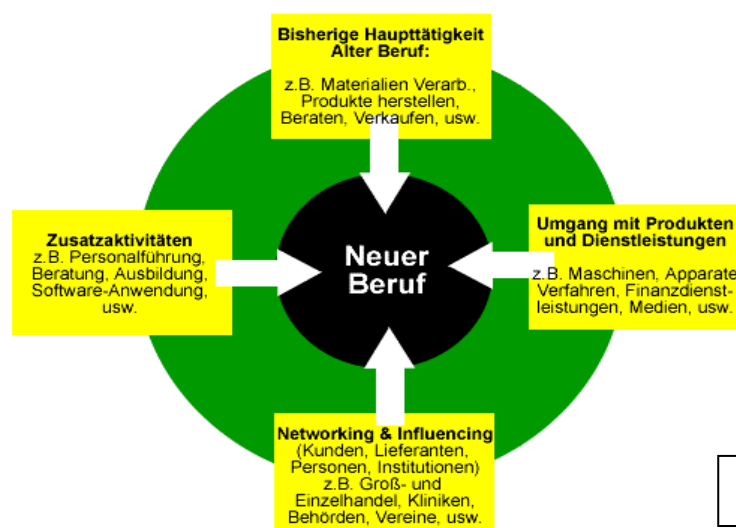 Bisherige Haupttätigkeit
Alter Beruf:
z.B. Materialien Verarb.,
Produkte herstellen,
Beraten, Verkaufen, usw.
Zusatzaktivitäten
z.B. Personalführung,
Beratung, Ausbildung,
Software-Anwendung,
usw.
Neuer
Beruf
Umgang mit Produkten
und Dienstleistungen
z.B. Maschinen, Apparate
Verfahren, Finanzdienst-
leistungen, Medien, usw.
Networking & Influencing
(Kunden, Lieferanten,
Personen, Institutionen)
z.B. Groß- und
Einzelhandel, Kliniken,
Behörden, Vereine, usw.